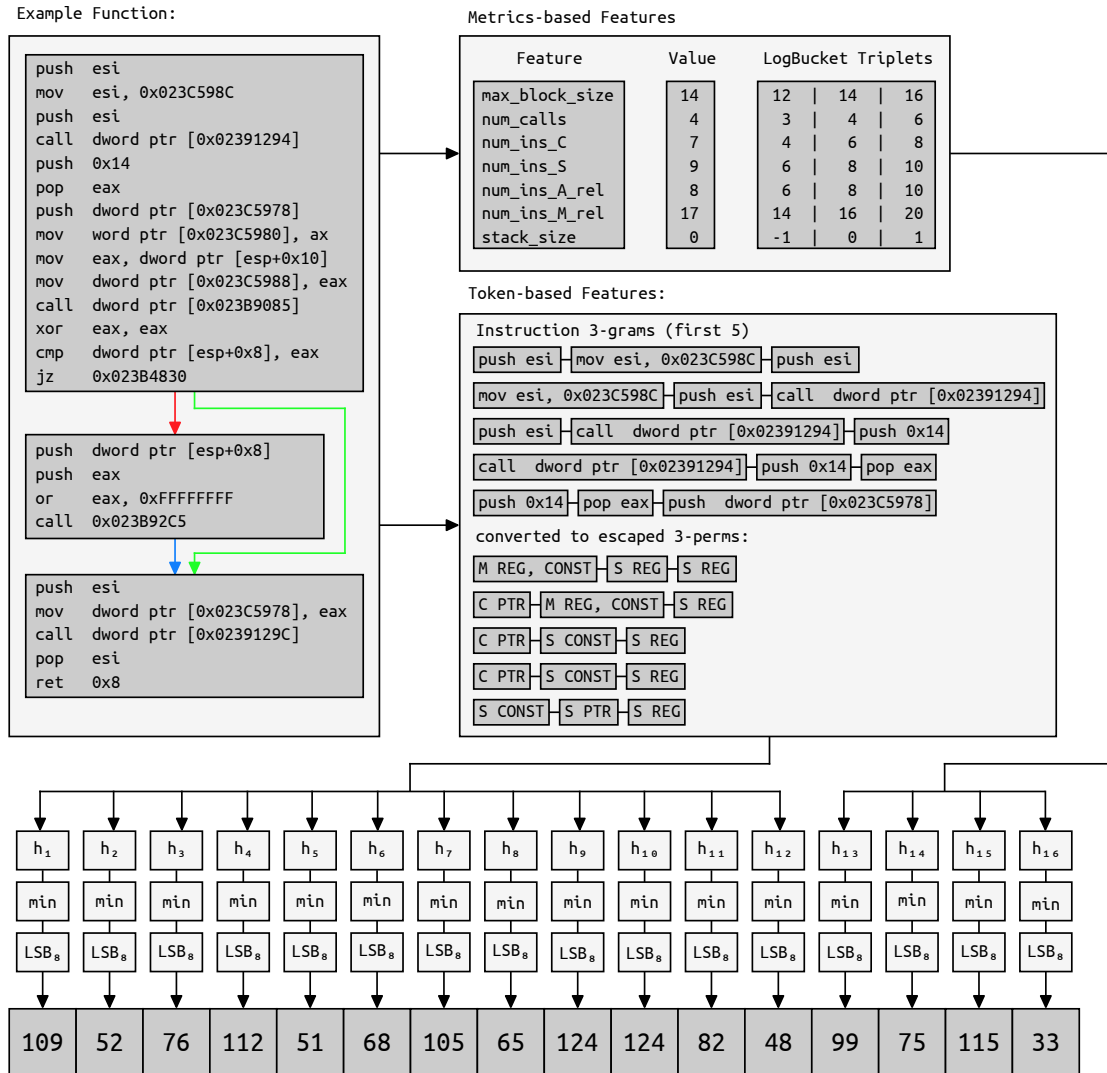 Example Function:
push esi
mov esi, 0x023C598C
push esi
call dword ptr [0x02391294]
push 0x14
pop eax
push dword ptr [0x023C5978]
mov word ptr [0x023C5980], ax
mov eax, dword ptr [esp+0x10]
mov dword ptr [0x023C5988], eax
call dword ptr [0x023B9085]
xor eax, eax
cmp dword ptr [esp+0x8], eax
jz 0x023B4830
push dword ptr [esp+0x8]
push eax
or eax, 0xFFFFFFFF
call 0x023B92C5
push esi
mov dword ptr [0x023C5978], eax
call dword ptr [0x0239129C]
pop esi
ret 0x8
Metrics-based Features
Feature Value LogBucket Triplets
max_block_size 14 12 | 14 | 16
num_calls 4 3 | 4 | 6
num_ins_C 7 4 | 6 | 8
num_ins_S 9 6 | 8 | 10
num_ins_A_rel 8 6 | 8 | 10
num_ins_M_rel 17 14 | 16 | 20
stack_size 0 -1 | 0 | 1
Token-based Features:
Instruction 3-grams (first 5)
push esi mov esi, 0x023C598C push esi
mov esi, 0x023C598C push esi call dword ptr [0x02391294]
push esi call dword ptr [0x02391294] push 0x14
call dword ptr [0x02391294] push 0x14 pop eax
push 0x14 pop eax push dword ptr [0x023C5978]
converted to escaped 3-perms:
M REG, CONST S REG S REG
C PTR M REG, CONST S REG
C PTR S CONST S REG
C PTR S CONST S REG
S CONST S PTR S REG
h₁ h₂ h₃ h₄ h₅ h₆ h₇ h₈ h₉ h₁₀ h₁₁ h₁₂ h₁₃ h₁₄ h₁₅ h₁₆
min min min min min min min min min min min min min min min min
LSB₈ LSB₈ LSB₈ LSB₈ LSB₈ LSB₈ LSB₈ LSB₈ LSB₈ LSB₈ LSB₈ LSB₈ LSB₈ LSB₈ LSB₈ LSB₈
109 52 76 112 51 68 105 65 124 124 82 48 99 75 115 33